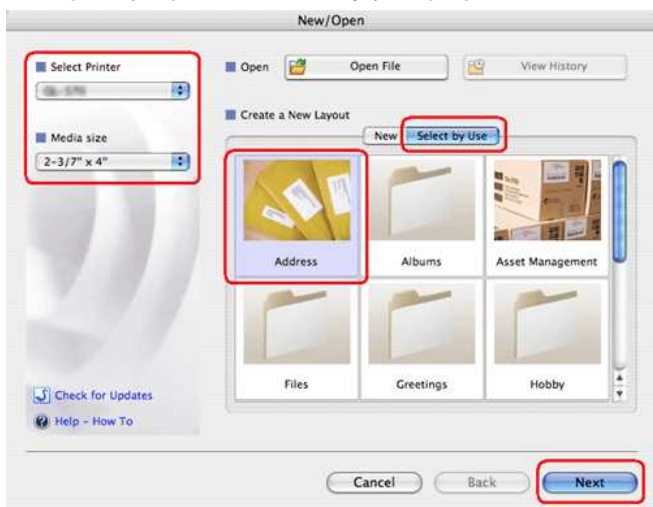 New/Open
Select Printer
Media size
2-3/7" x 4"
Check for Updates
Help - How To
Open
Open File
View History
Create a New Layout
New
Select by Use
Address
Albums
Asset Management
Files
Greetings
Hobby
Cancel
Back
Next